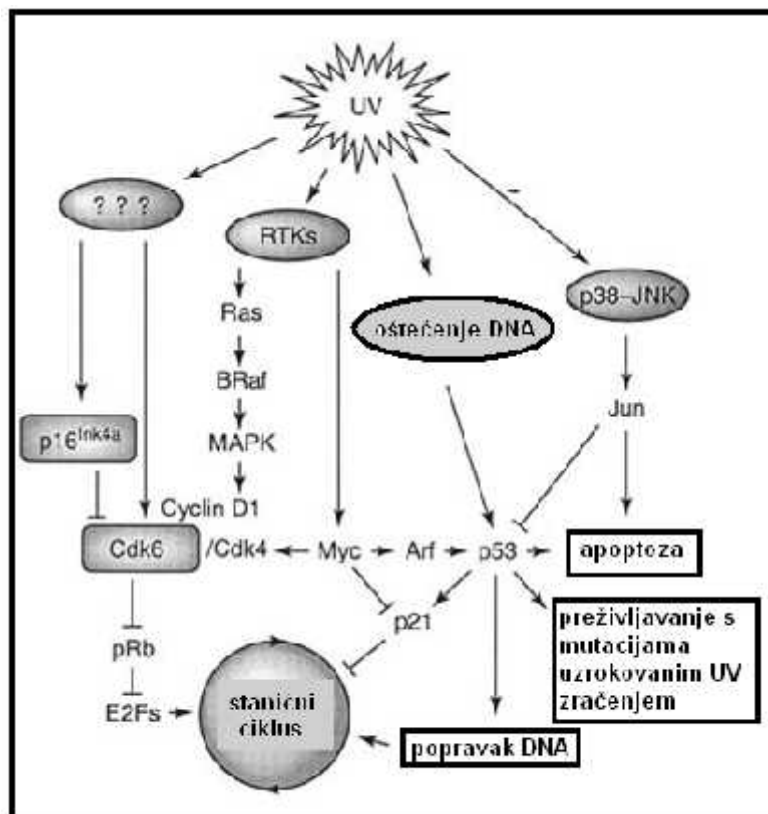 UV
? ? ?
RTKs
p38–JNK
Ras
oštećenje DNA
BRaf
Jun
p16Ink4a
MAPK
Cyclin D1
Cdk6 /Cdk4 Myc Arf p53 apoptoza
p21
preživljavanje s
mutacijama
uzrokovanim UV
zračenjem
pRb
E2Fs
stanični
ciklus
popravak DNA